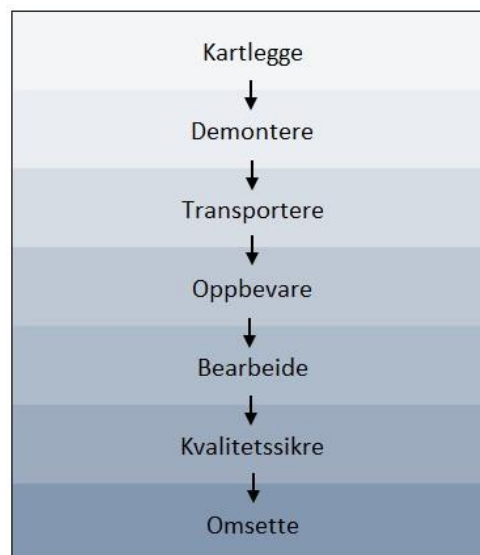 Kartlegge
Demontere
Transportere
Oppbevare
Bearbeide
Kvalitetssikre
Omsette